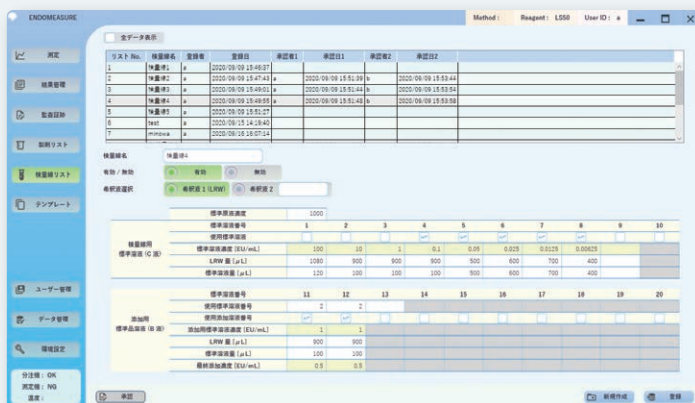 ENDOMEASURE Method : Reagent : LS50 User ID : a
測定
結果管理
監査証跡
製剤リスト
検量線リスト
テンプレート
ユーザー管理
データ管理
環境設定
分注機 : OK
測定機 : NG
温度 :
全データ表示
リスト No. 検量線名 登録者 登録日 承認者1 承認日1 承認者2 承認日2
1 検量線1 a 2020/09/09 15:46:37
2 検量線2 a 2020/09/09 15:47:43 a 2020/09/09 15:51:39 b 2020/09/09 15:53:44
3 検量線3 a 2020/09/09 15:49:01 a 2020/09/09 15:51:44 b 2020/09/09 15:53:54
4 検量線4 a 2020/09/09 15:49:55 a 2020/09/09 15:51:48 b 2020/09/09 15:53:58
5 検量線5 a 2020/09/09 15:51:27
6 test a 2020/09/15 14:19:40
7 minowa a 2020/09/16 16:07:14
検量線名 検量線4
有効 / 無効 有効 無効
希釈液選択 希釈液 1 (LRW) 希釈液 2
標準原液濃度 1000
検量線用
標準溶液 (C 液)
標準溶液番号 1 2 3 4 5 6 7 8 9 10
使用標準溶液
標準溶液濃度 [EU/mL] 100 10 1 0.1 0.05 0.025 0.0125 0.00625
LRW 量 [μL] 1080 900 900 900 500 600 700 400
標準溶液量 [μL] 120 100 100 100 500 600 700 400
添加用
標準品溶液 (B 液)
標準溶液番号 11 12 13 14 15 16 17 18 19 20
使用標準溶液番号 2 2
使用添加溶液番号
添加用標準溶液濃度 [EU/mL] 1 1
LRW 量 [μL] 900 900
標準溶液量 [μL] 100 100
最終添加濃度 [EU/mL] 0.5 0.5
承認 新規作成 登録